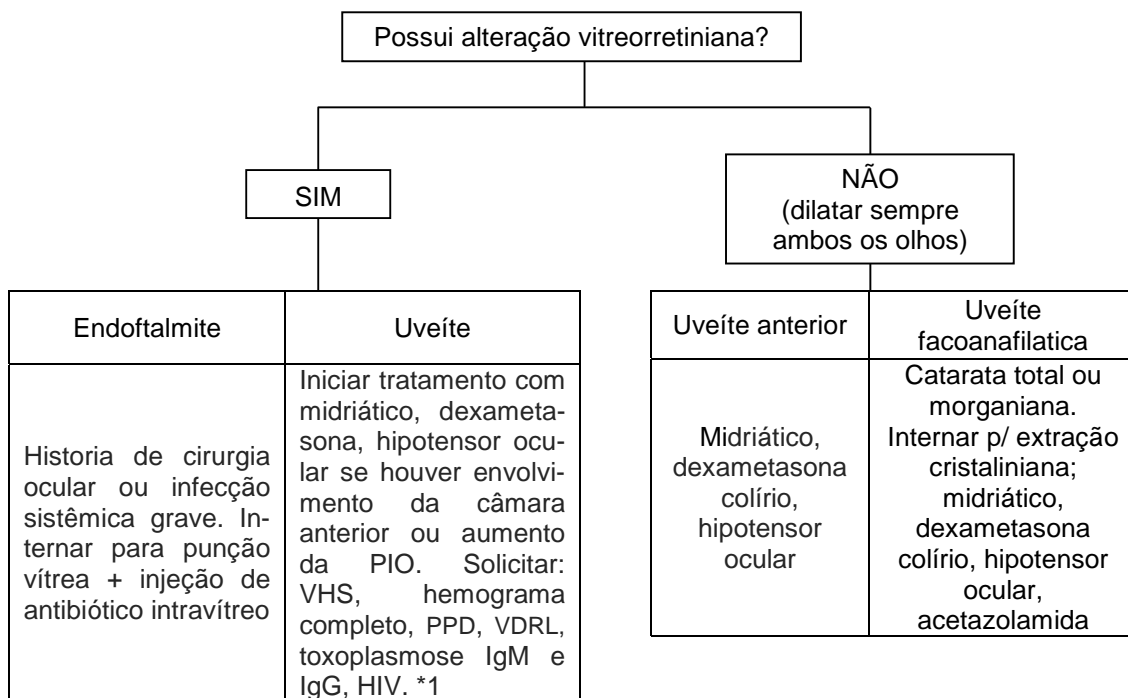 Possui alteração vitreorretiniana?
SIM
NÃO
(dilatar sempre
ambos os olhos)
Endoftalmite
Uveíte
Historia de cirurgia
ocular ou infecção
sistêmica grave. In-
ternar para punção
vítrea + injeção de
antibiótico intravítreo
Iniciar tratamento com
midriático, dexameta-
sona, hipotensor ocu-
lar se houver envolvi-
mento da câmara
anterior ou aumento
da PIO. Solicitar:
VHS, hemograma
completo, PPD, VDRL,
toxoplasmose IgM e
IgG, HIV. *1
Uveíte anterior
Uveíte
facoanafilatica
Midriático,
dexametasona
colírio,
hipotensor
ocular
Catarata total ou
morganiana.
Internar p/ extração
cristaliniana;
midriático,
dexametasona
colírio, hipotensor
ocular,
acetazolamida